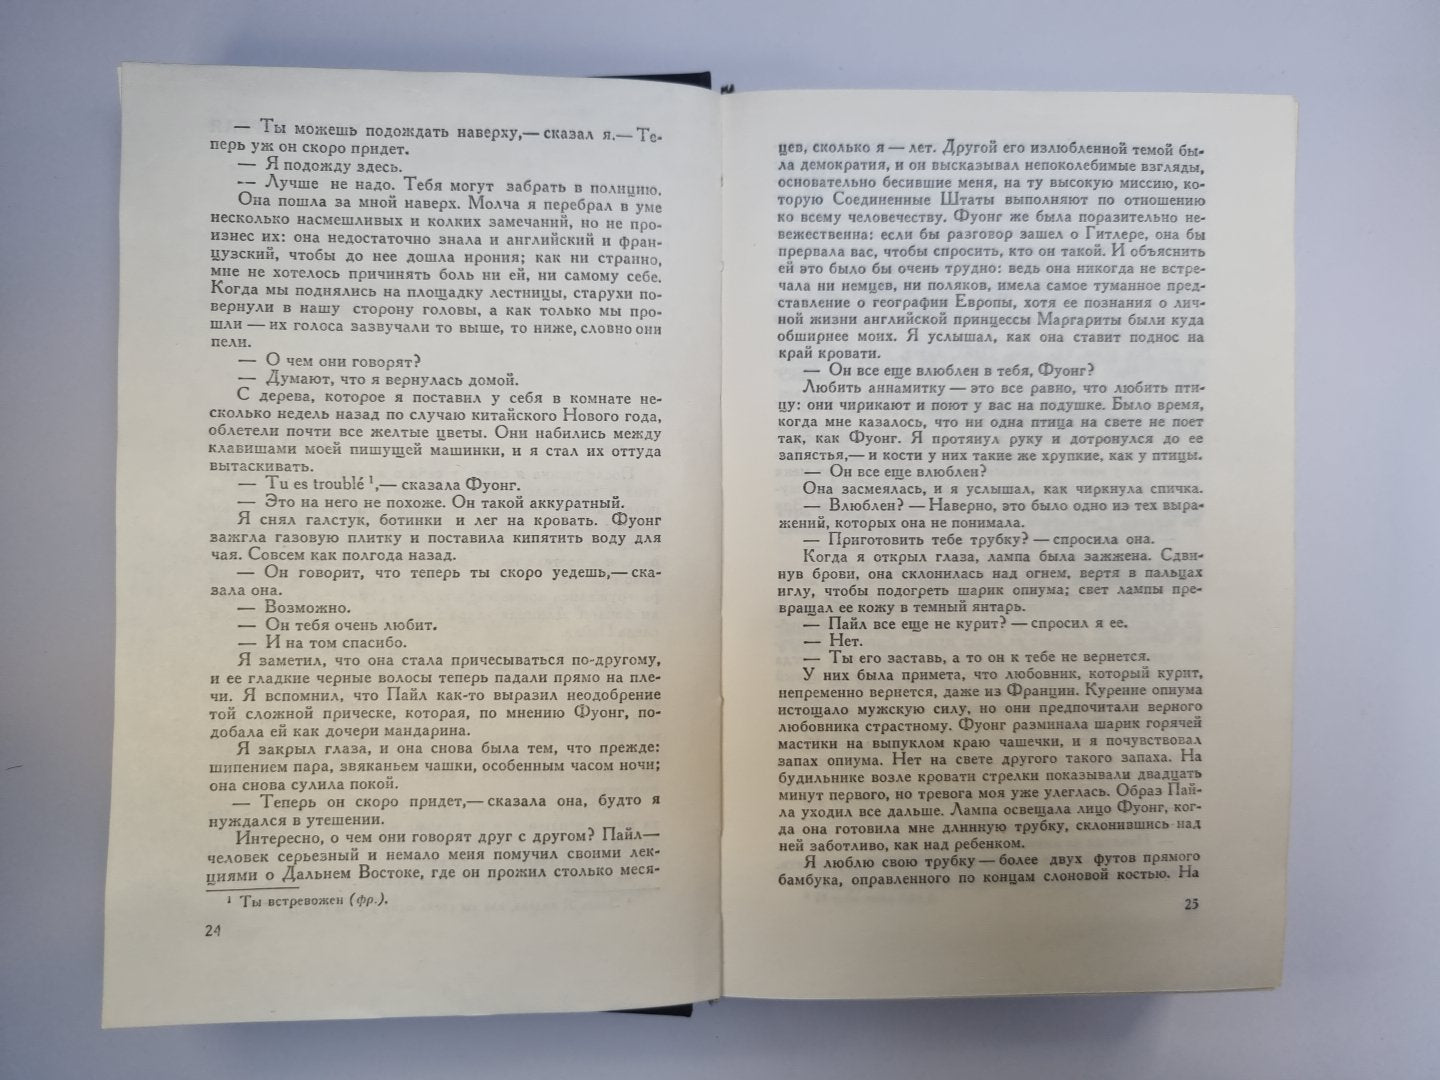 — Ты можешь подождать наверху,— сказал я.— Те-
перь уж он скоро придет.
— Я подожду здесь.
— Лучше не надо. Тебя могут забрать в полицию.
Она пошла за мной наверх. Молча я перебрал в уме
несколько насмешливых и колких замечаний, но не про-
изнес их: она недостаточно знала и английский и фран-
цузский, чтобы до нее дошла ирония; как ни странно,
мне не хотелось причинять боль ни ей, ни самому себе.
Когда мы поднялись на площадку лестницы, старухи по-
вернули в нашу сторону головы, а как только мы про-
шли — их голоса зазвучали то выше, то ниже, словно они
пели.
— О чем они говорят?
— Думают, что я вернулась домой.
С дерева, которое я поставил у себя в комнате не-
сколько недель назад по случаю китайского Нового года,
облетели почти все желтые цветы. Они набились между
клавишами моей пишущей машинки, и я стал их оттуда
вытаскивать.
— Tu es troublé ¹,— сказала Фуонг.
— Это на него не похоже. Он такой аккуратный.
Я снял галстук, ботинки и лег на кровать. Фуонг
зажгла газовую плитку и поставила кипятить воду для
чая. Совсем как полгода назад.
— Он говорит, что теперь ты скоро уедешь,— ска-
зала она.
— Возможно.
— Он тебя очень любит.
— И на том спасибо.
Я заметил, что она стала причесываться по-другому,
и ее гладкие черные волосы теперь падали прямо на пле-
чи. Я вспомнил, что Пайл как-то выразил неодобрение
той сложной прическе, которая, по мнению Фуонг, по-
добала ей как дочери мандарина.
Я закрыл глаза, и она снова была тем, что прежде:
шипением пара, звяканьем чашки, особенным часом ночи;
она снова сулила покой.
— Теперь он скоро придет,— сказала она, будто я
нуждался в утешении.
Интересно, о чем они говорят друг с другом? Пайл—
человек серьезный и немало меня помучил своими лек-
циями о Дальнем Востоке, где он прожил столько меся-
¹ Ты встревожен (фр.).
24
цев, сколько я — лет. Другой его излюбленной темой бы-
ла демократия, и он высказывал непоколебимые взгляды,
основательно бесившие меня, на ту высокую миссию, ко-
торую Соединенные Штаты выполняют по отношению
ко всему человечеству. Фуонг же была поразительно не-
вежественна: если бы разговор зашел о Гитлере, она бы
прервала вас, чтобы спросить, кто он такой. И объяснить
ей это было бы очень трудно: ведь она никогда не встре-
чала ни немцев, ни поляков, имела самое туманное пред-
ставление о географии Европы, хотя ее познания о лич-
ной жизни английской принцессы Маргариты были куда
обширнее моих. Я услышал, как она ставит поднос на
край кровати.
— Он все еще влюблен в тебя, Фуонг?
Любить аннамитку — это все равно, что любить пти-
цу: они чирикают и поют у вас на подушке. Было время,
когда мне казалось, что ни одна птица на свете не поет
так, как Фуонг. Я протянул руку и дотронулся до ее
запястья,— и кости у них такие же хрупкие, как у птицы.
— Он все еще влюблен?
Она засмеялась, и я услышал, как чиркнула спичка.
— Влюблен? — Наверно, это было одно из тех выра-
жений, которых она не понимала.
— Приготовить тебе трубку? — спросила она.
Когда я открыл глаза, лампа была зажжена. Сдви-
нув брови, она склонилась над огнем, вертя в пальцах
иглу, чтобы подогреть шарик опиума; свет лампы пре-
вращал ее кожу в темный янтарь.
— Пайл все еще не курит? — спросил я ее.
— Нет.
— Ты его заставь, а то он к тебе не вернется.
У них была примета, что любовник, который курит,
непременно вернется, даже из Франции. Курение опиума
истощало мужскую силу, но они предпочитали верного
любовника страстному. Фуонг разминала шарик горячей
мастики на выпуклом краю чашечки, и я почувствовал
запах опиума. Нет на свете другого такого запаха. На
будильнике возле кровати стрелки показывали двадцать
минут первого, но тревога моя уже улеглась. Образ Пай-
ла уходил все дальше. Лампа освещала лицо Фуонг, ког-
да она готовила мне длинную трубку, склонившись над
ней заботливо, как над ребенком.
Я люблю свою трубку — более двух футов прямого
бамбука, оправленного по концам слоновой костью. На
25